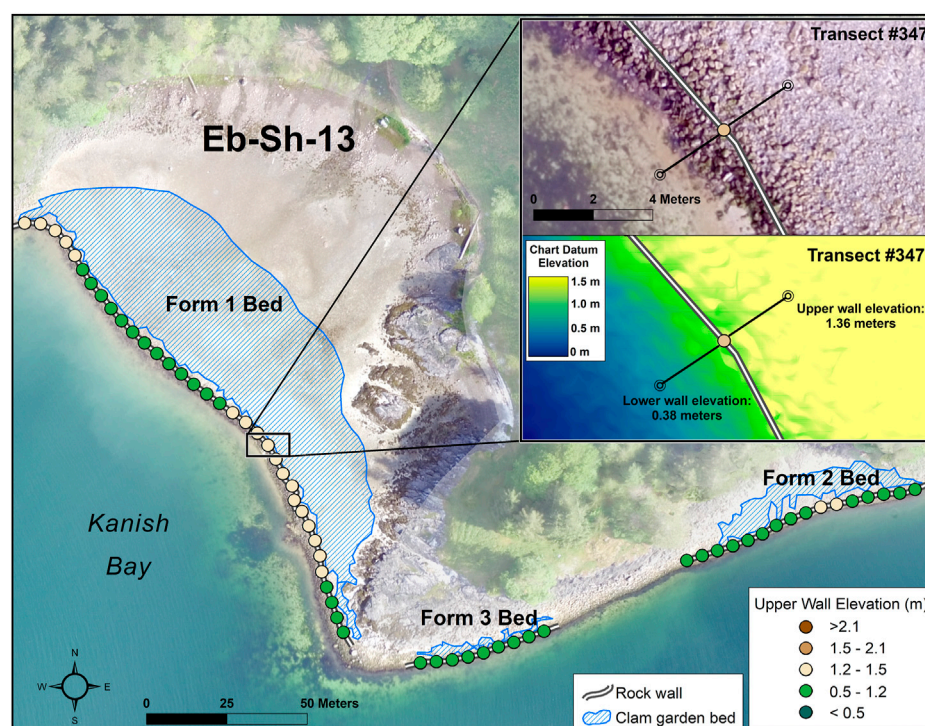 Eb-Sh-13
Form 1 Bed
Kanish
Bay
Form 3 Bed
Form 2 Bed
Transect #347
0 2 4 Meters
Transect #347
Chart Datum
Elevation
1.5 m
1.0 m
0.5 m
0 m
Upper wall elevation:
1.36 meters
Lower wall elevation:
0.38 meters
N
W E
S
0 25 50 Meters
Rock wall
Clam garden bed
Upper Wall Elevation (m)
>2.1
1.5 - 2.1
1.2 - 1.5
0.5 - 1.2
< 0.5